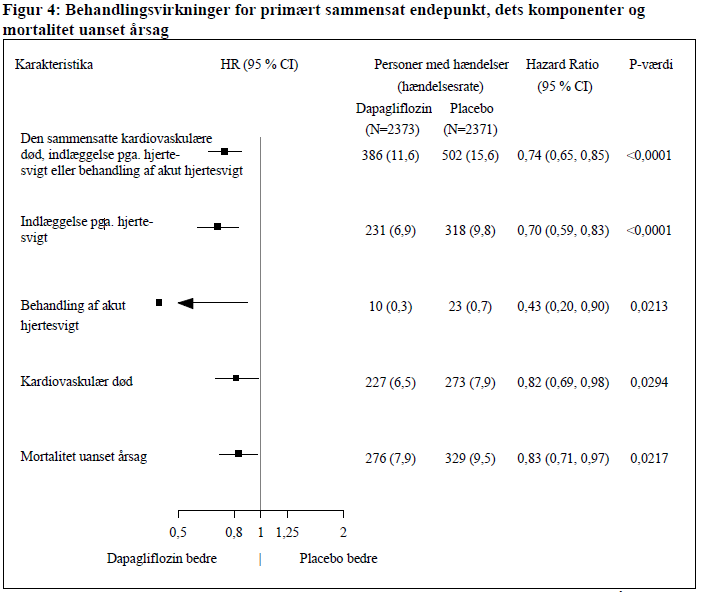 Figur 4: Behandlingsvirkninger for primært sammensat endepunkt, dets komponenter og
mortalitet uanset årsag
Karakteristika HR (95 % CI) Personer med hændelser Hazard Ratio P-værdi
(hændelsesrate) (95 % CI)
Dapagliflozin Placebo
(N=2373) (N=2371)
Den sammensatte kardiovaskulære
død, indlæggelse pga. hjerte- 386 (11,6) 502 (15,6) 0,74 (0,65, 0,85) <0,0001
svigt eller behandling af akut hjertesvigt
Indlæggelse pga. hjerte-
svigt 231 (6,9) 318 (9,8) 0,70 (0,59, 0,83) <0,0001
Behandling af akut 10 (0,3) 23 (0,7) 0,43 (0,20, 0,90) 0,0213
hjertesvigt
Kardiovaskulær død 227 (6,5) 273 (7,9) 0,82 (0,69, 0,98) 0,0294
Mortalitet uanset årsag 276 (7,9) 329 (9,5) 0,83 (0,71, 0,97) 0,0217
0,5 0,8 1 1,25 2
Dapagliflozin bedre | Placebo bedre